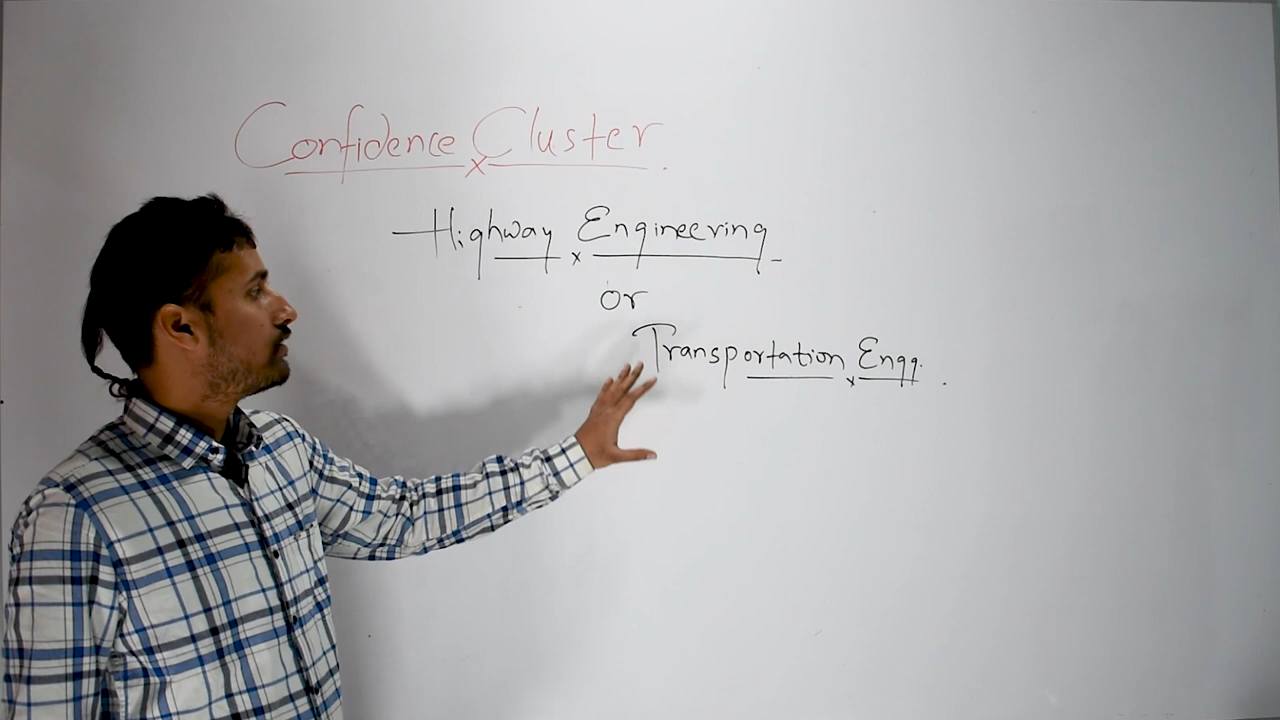 Confidence Cluster.
Highway Engineering
or
Transportation Engg.